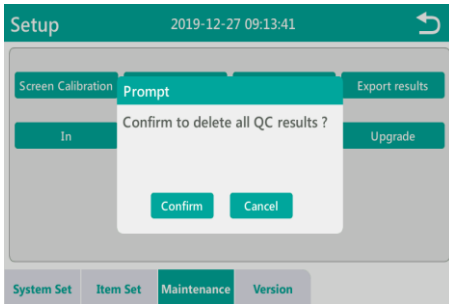 Setup 2019-12-27 09:13:41
Screen Calibration Export results
Prompt
Confirm to delete all QC results ?
In Upgrade
Confirm Cancel
System Set Item Set Maintenance Version